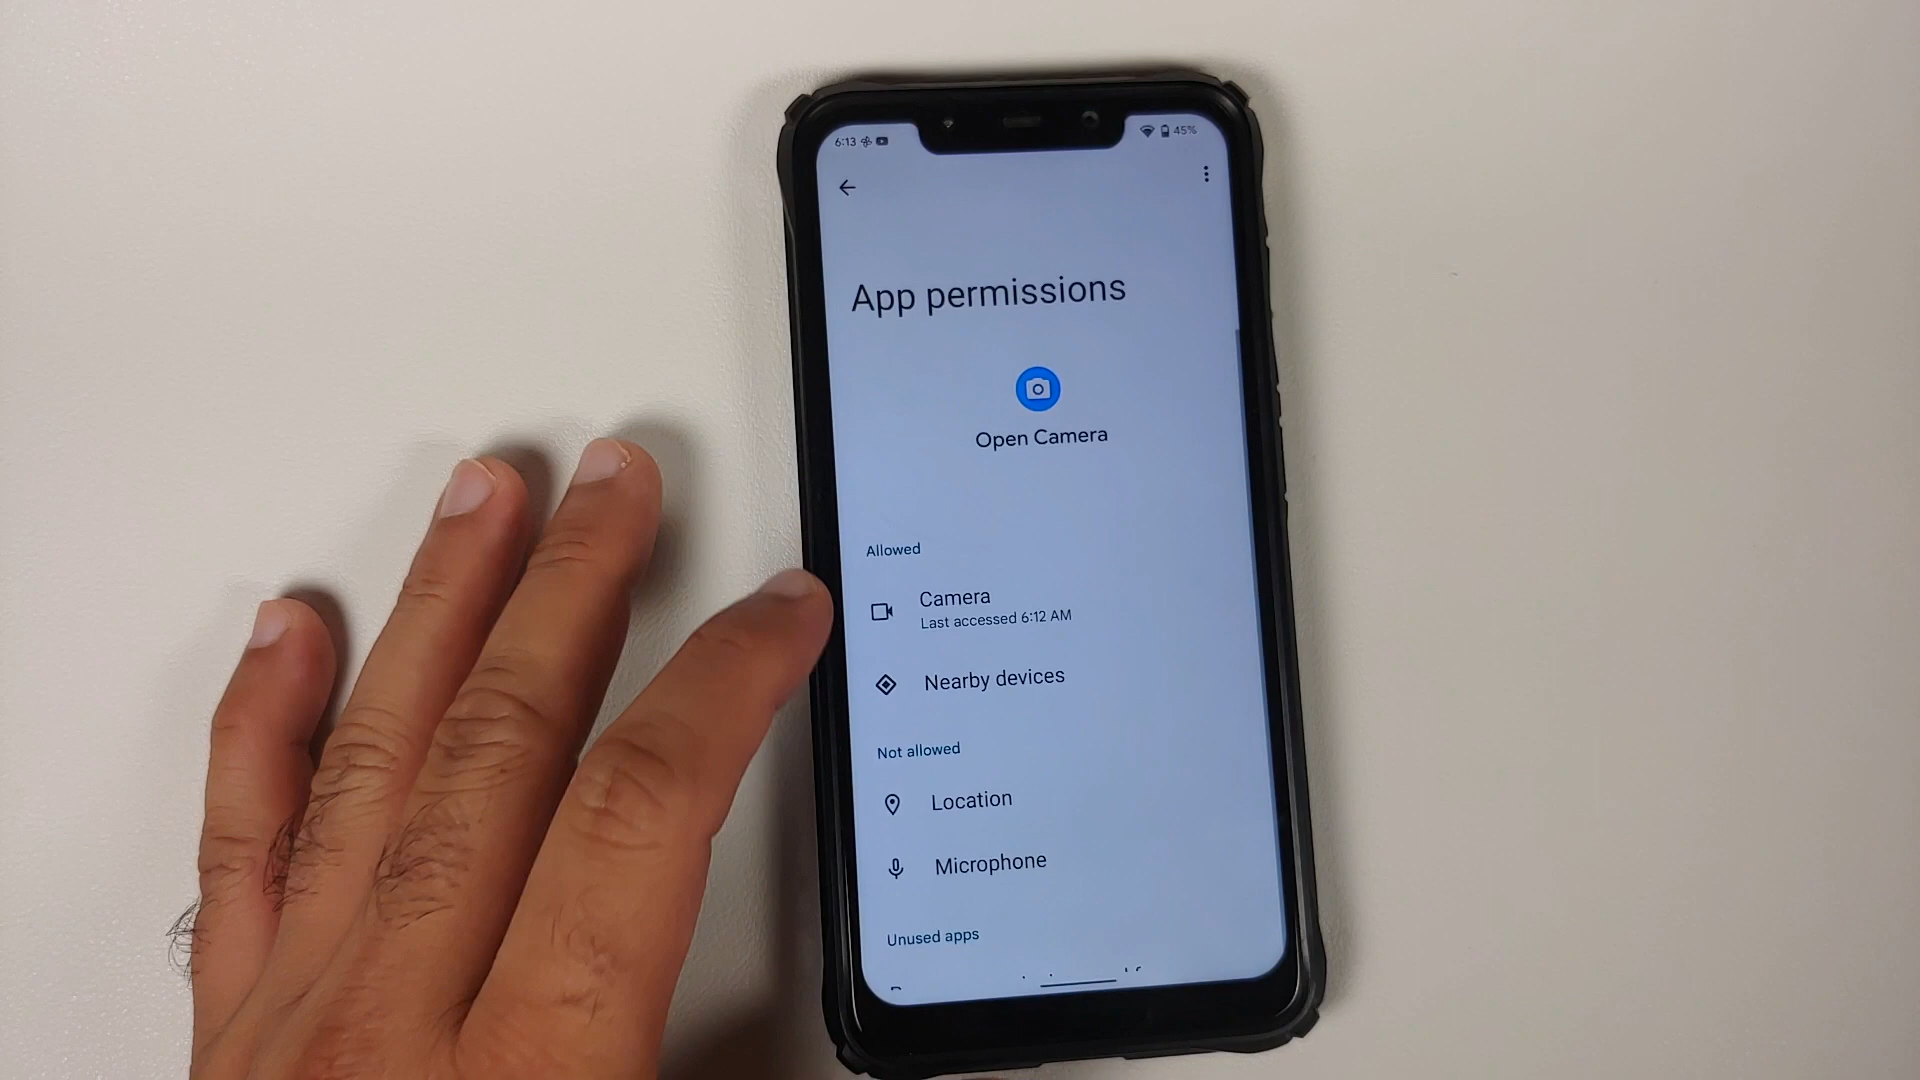 6:13
45%
App permissions
Open Camera
Allowed
Camera
Last accessed 6:12 AM
Nearby devices
Not allowed
Location
Microphone
Unused apps